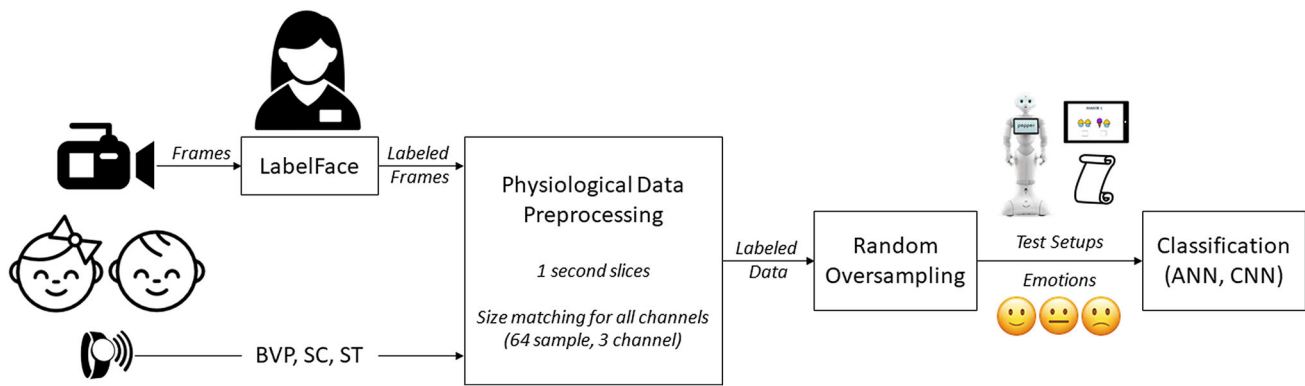 Frames
LabelFace
Labeled
Frames
Physiological Data
Preprocessing
1 second slices
Size matching for all channels
(64 sample, 3 channel)
BVP, SC, ST
Labeled
Data
Random
Oversampling
pepper
Test Setups
Emotions
Classification
(ANN, CNN)